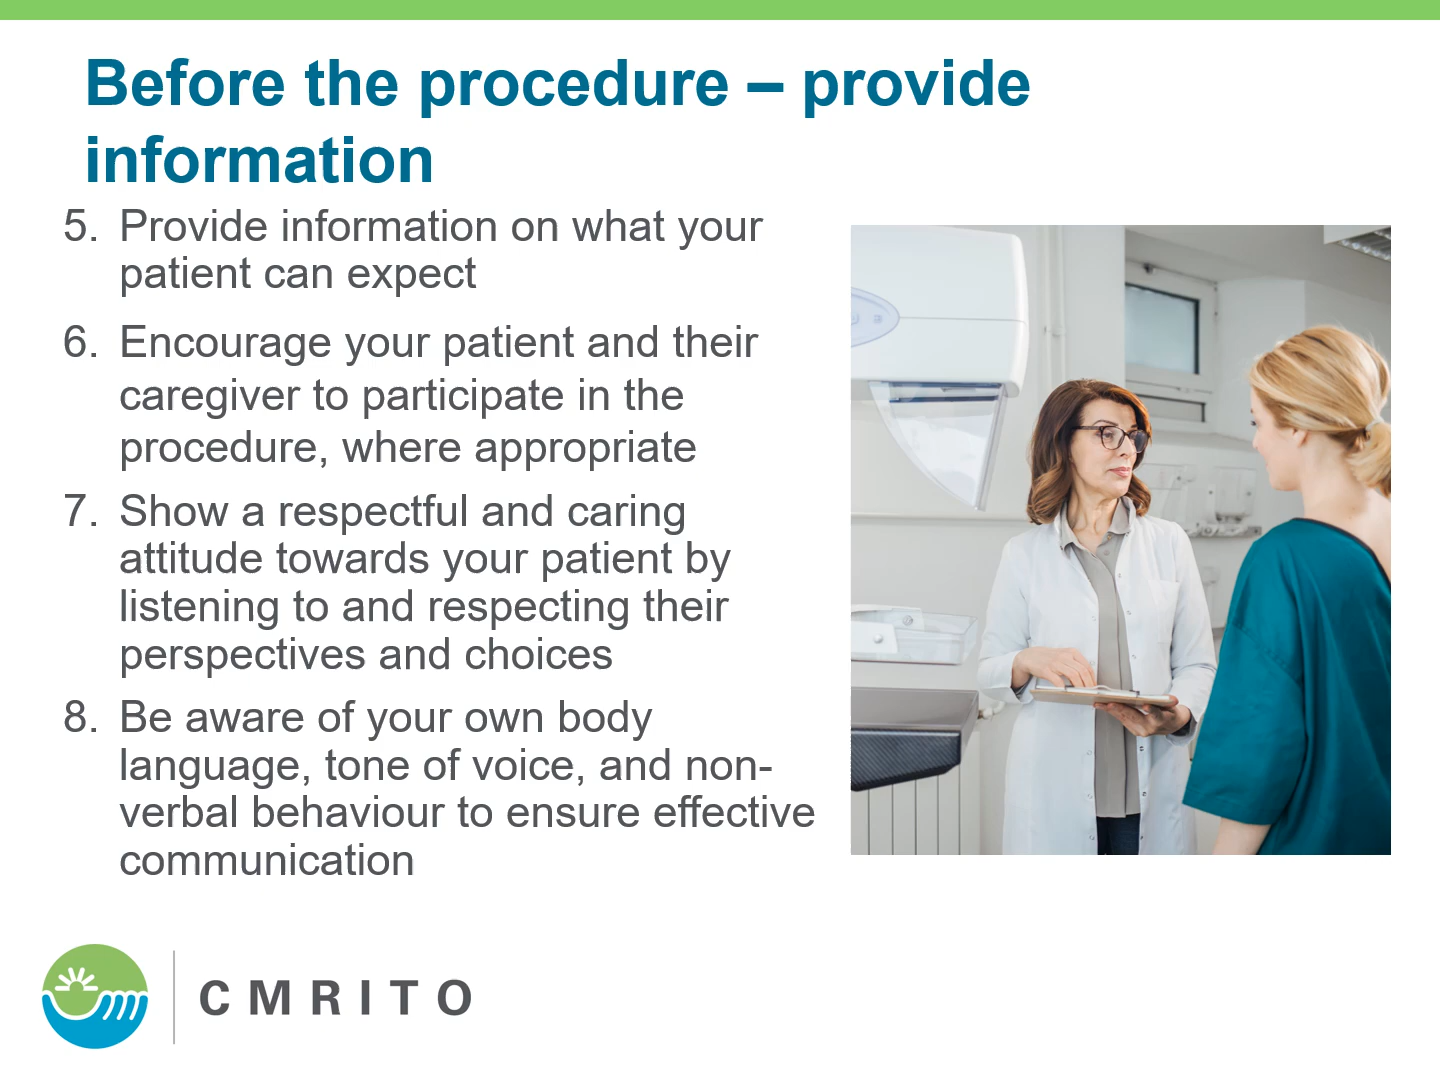 Before the procedure – provide
information
5. Provide information on what your
patient can expect
6. Encourage your patient and their
caregiver to participate in the
procedure, where appropriate
7. Show a respectful and caring
attitude towards your patient by
listening to and respecting their
perspectives and choices
8. Be aware of your own body
language, tone of voice, and non-
verbal behaviour to ensure effective
communication
CMRITO